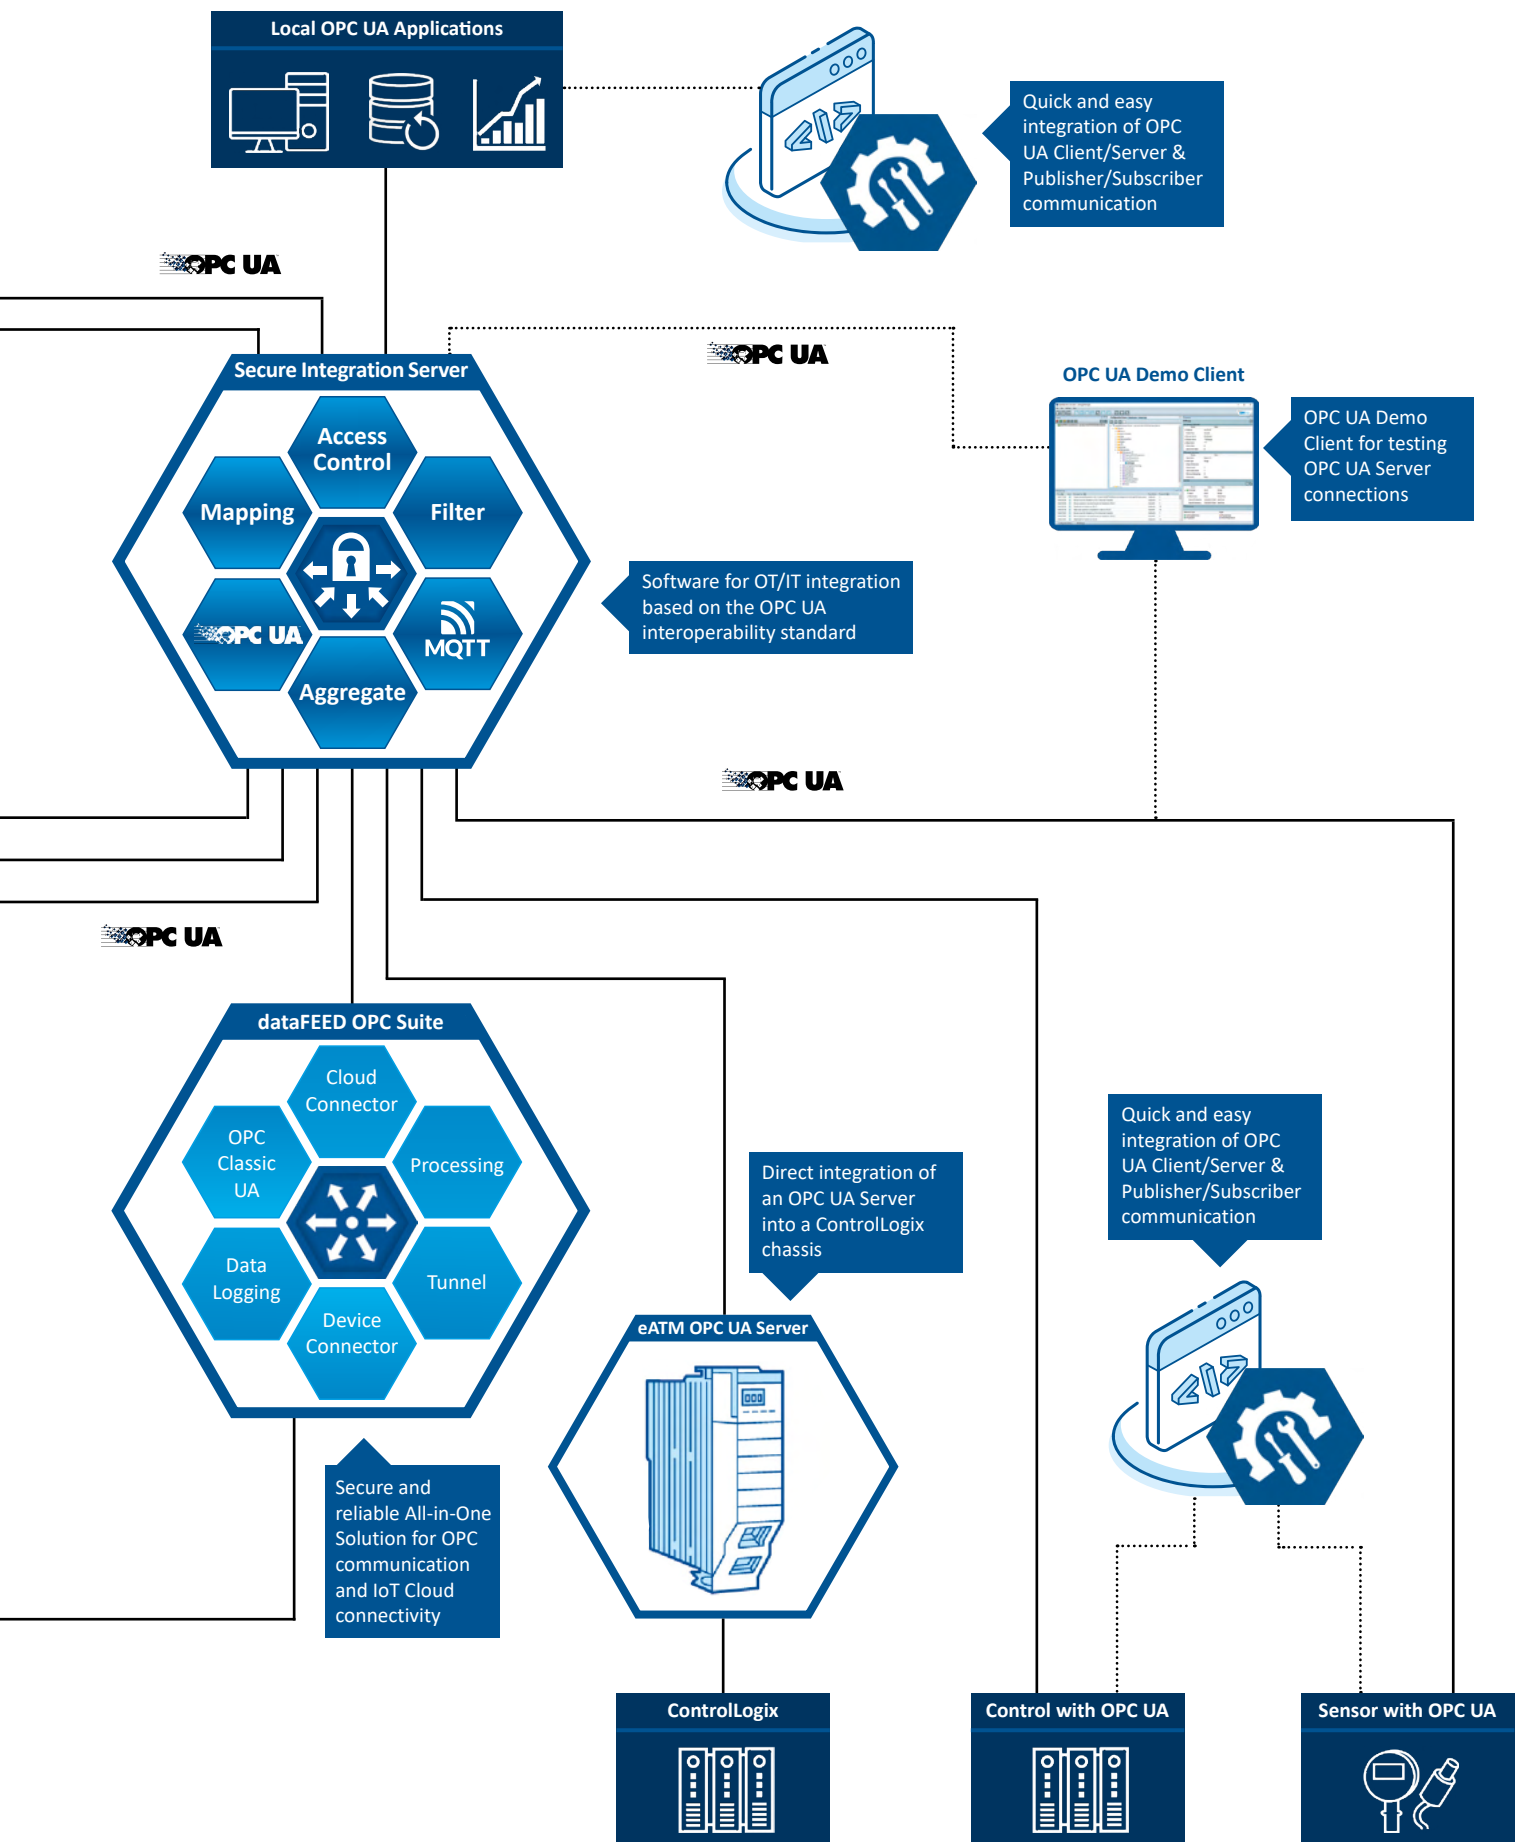 Local OPC UA Applications
Quick and easy
integration of OPC
UA Client/Server &
Publisher/Subscriber
communication
OPC UA
OPC UA
Secure Integration Server
Access
Control
Mapping
Filter
OPC UA
MQTT
Aggregate
OPC UA Demo Client
OPC UA Demo
Client for testing
OPC UA Server
connections
Software for OT/IT integration
based on the OPC UA
interoperability standard
OPC UA
OPC UA
dataFEED OPC Suite
Cloud
Connector
OPC
Classic
UA
Processing
Data
Logging
Tunnel
Device
Connector
Direct integration of
an OPC UA Server
into a ControlLogix
chassis
Quick and easy
integration of OPC
UA Client/Server &
Publisher/Subscriber
communication
eATM OPC UA Server
Secure and
reliable All-in-One
Solution for OPC
communication
and IoT Cloud
connectivity
ControlLogix
Control with OPC UA
Sensor with OPC UA